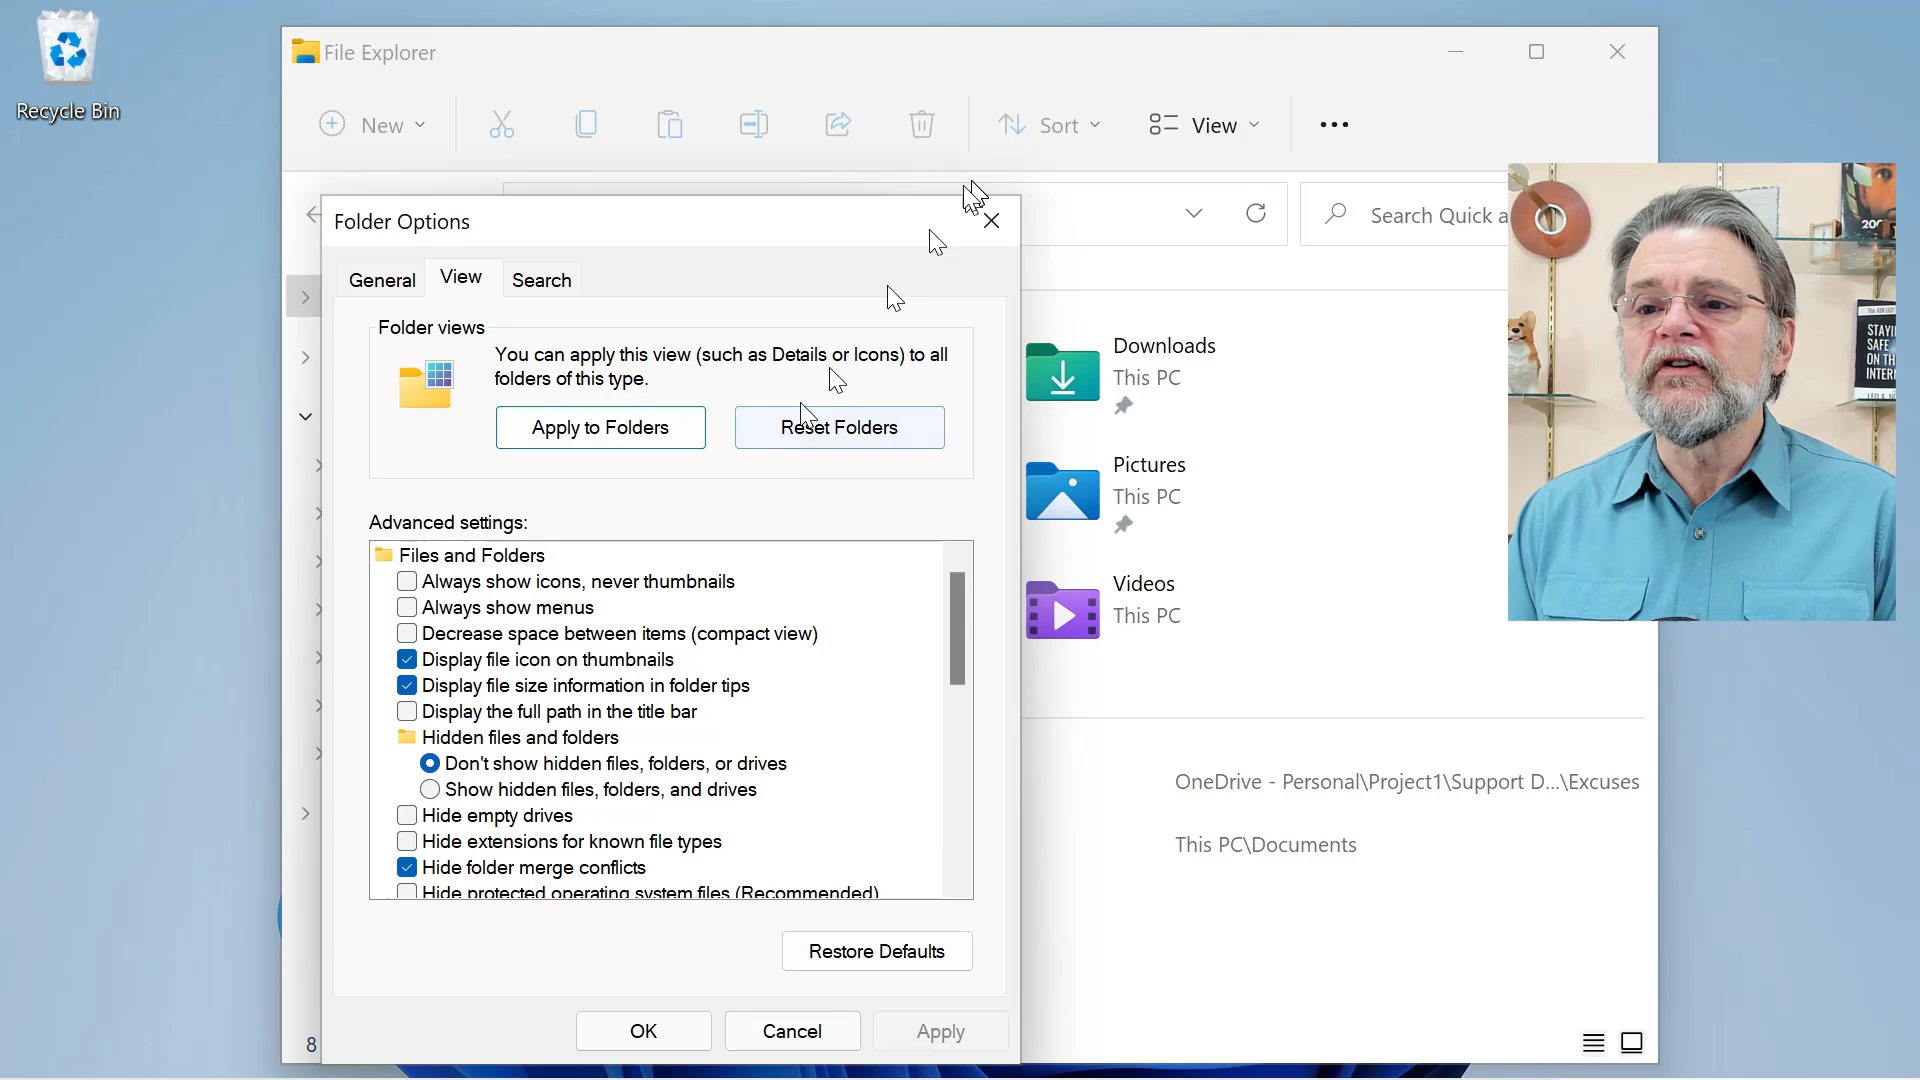 Recycle Bin
File Explorer
New
Sort
View
Search Quick a
Folder Options
General
View
Search
Folder views
You can apply this view (such as Details or Icons) to all
folders of this type.
Apply to Folders
Reset Folders
Advanced settings:
Files and Folders
Always show icons, never thumbnails
Always show menus
Decrease space between items (compact view)
Display file icon on thumbnails
Display file size information in folder tips
Display the full path in the title bar
Hidden files and folders
Don't show hidden files, folders, or drives
Show hidden files, folders, and drives
Hide empty drives
Hide extensions for known file types
Hide folder merge conflicts
Hide protected operating system files (Recommended)
Restore Defaults
OK
Cancel
Apply
8
Downloads
This PC
Pictures
This PC
Videos
This PC
OneDrive - Personal\Project1\Support D...\Excuses
This PC\Documents
200
STAYI
SAFE
ON TH
INTER